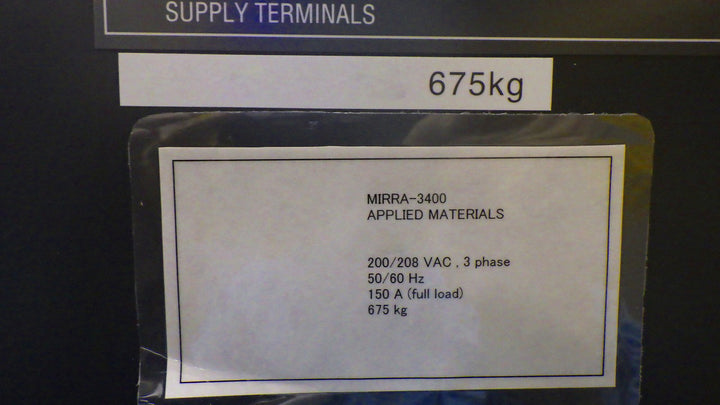 SUPPLY TERMINALS
675kg
MIRRA-3400
APPLIED MATERIALS
200/208 VAC , 3 phase
50/60 Hz
150 A (full load)
675 kg